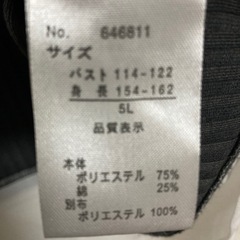 No. 646811
サイズ
バスト 114-122
身長 154-162
5L
品質表示
本体
ポリエステル 75%
綿 25%
別布
ポリエステル 100%